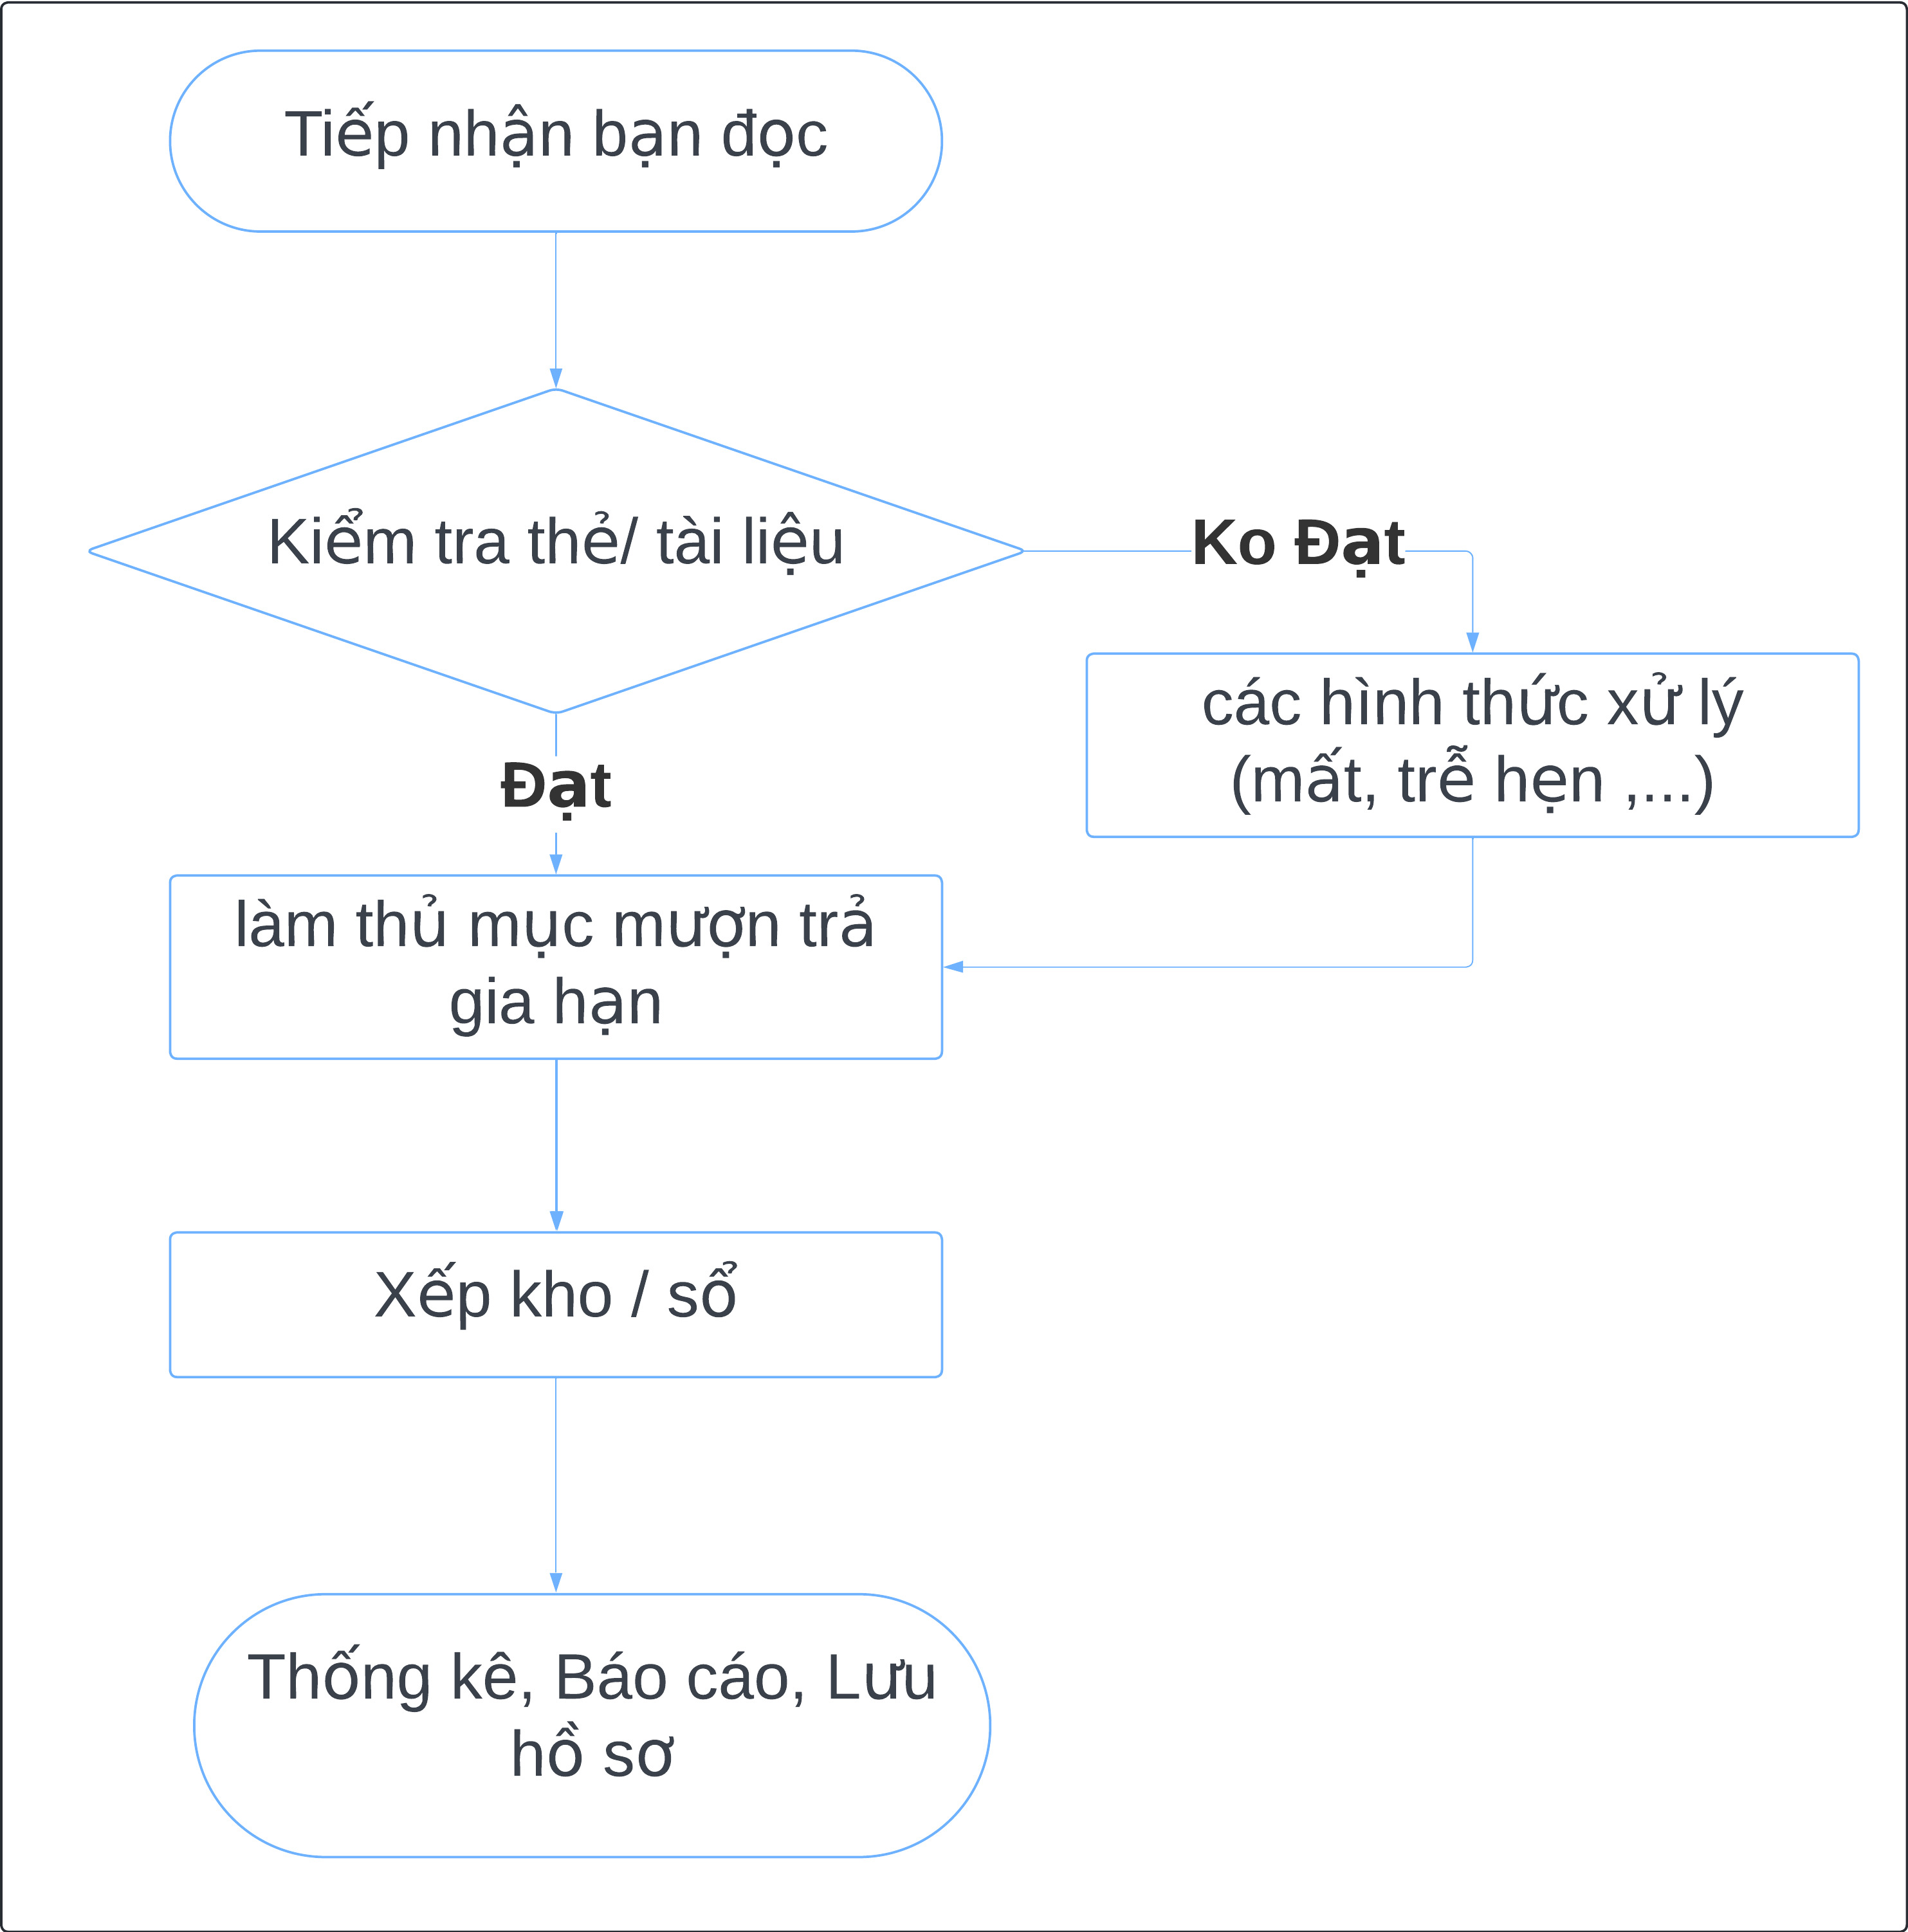 Tiếp nhận bạn đọc
Kiểm tra thẻ/ tài liệu
Ko Đạt
các hình thức xử lý
(mất, trễ hẹn ,...)
Đạt
làm thủ mục mượn trả
gia hạn
Xếp kho / sổ
Thống kê, Báo cáo, Lưu
hồ sơ